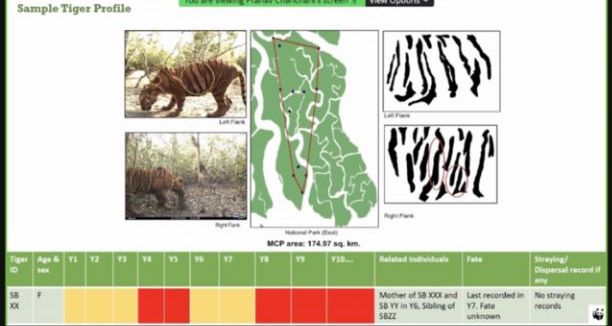 You are viewing Pranav Chanchani's screen
View Options
Sample Tiger Profile
Left Flank
Left Flank
Right Flank
Right Flank
National Park (East)
MCP area: 174.97 sq. km.
Tiger ID
Age & sex
Y1
Y2
Y3
Y4
Y5
Y6
Y7
Y8
Y9
Y10....
Related Individuals
Fate
Straying/
Dispersal record if
any
SB
XX
F
Mother of SB XXX and
SB YY in Y6, Sibling of
SBZZ
Last recorded in
Y7. Fate
unknown
No straying
records